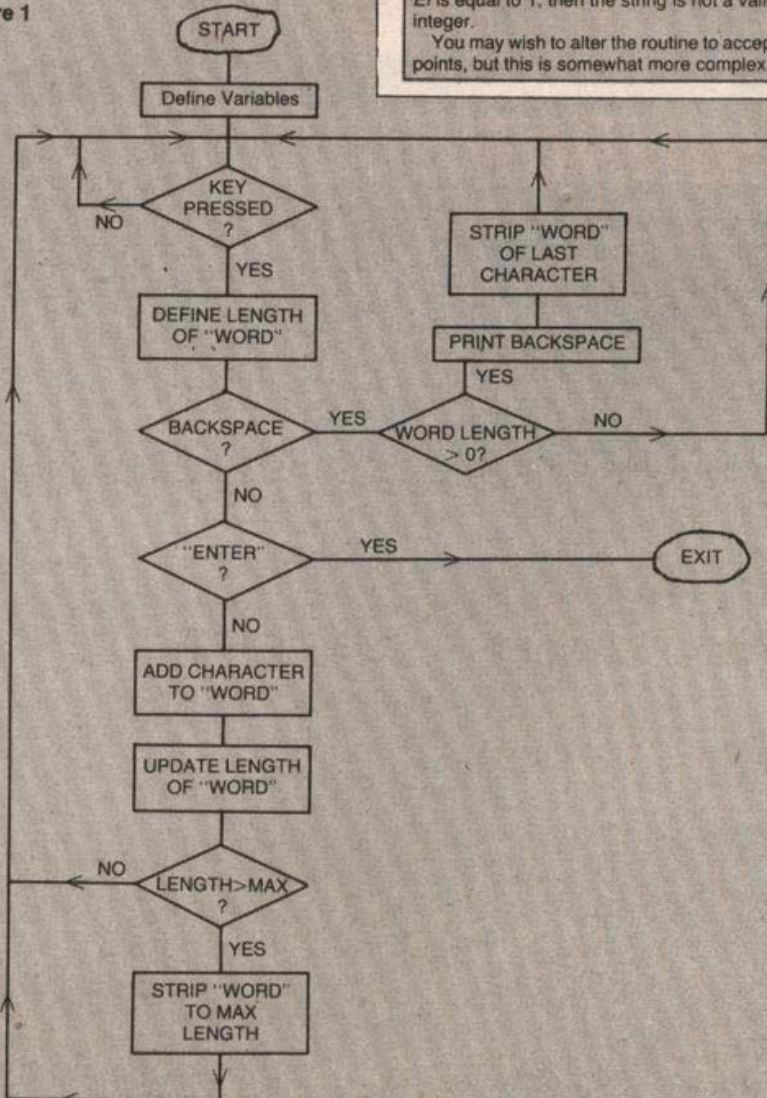 re 1
EI is equal to 1, then the string is not a vali
integer.
You may wish to alter the routine to accep
points, but this is somewhat more complex
START
Define Variables
KEY
PRESSED
?
NO
YES
DEFINE LENGTH
OF "WORD"
BACKSPACE
?
YES
WORD LENGTH
> 0?
NO
YES
PRINT BACKSPACE
STRIP "WORD"
OF LAST
CHARACTER
NO
"ENTER"
?
YES
EXIT
NO
ADD CHARACTER
TO "WORD"
UPDATE LENGTH
OF "WORD"
LENGTH>MAX
?
NO
YES
STRIP "WORD"
TO MAX
LENGTH